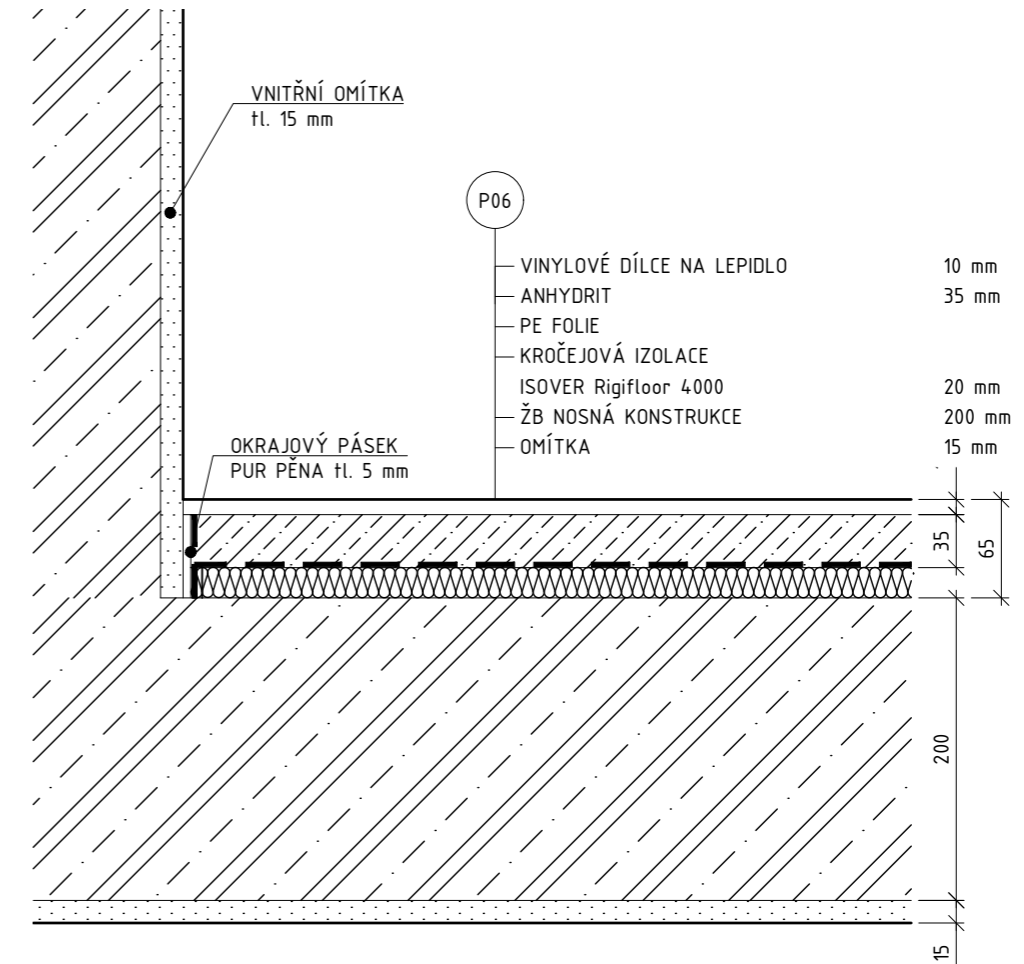 VNITŘNÍ OMÍTKA
tl. 15 mm
P06
VINYLOVÉ DÍLCE NA LEPIDLO 10 mm
ANHYDRIT 35 mm
PE FOLIE
KROČEJOVÁ IZOLACE
ISOVER Rigifloor 4000 20 mm
ŽB NOSNÁ KONSTRUKCE 200 mm
OMÍTKA 15 mm
OKRAJOVÝ PÁSEK
PUR PĚNA tl. 5 mm
35
65
200
15